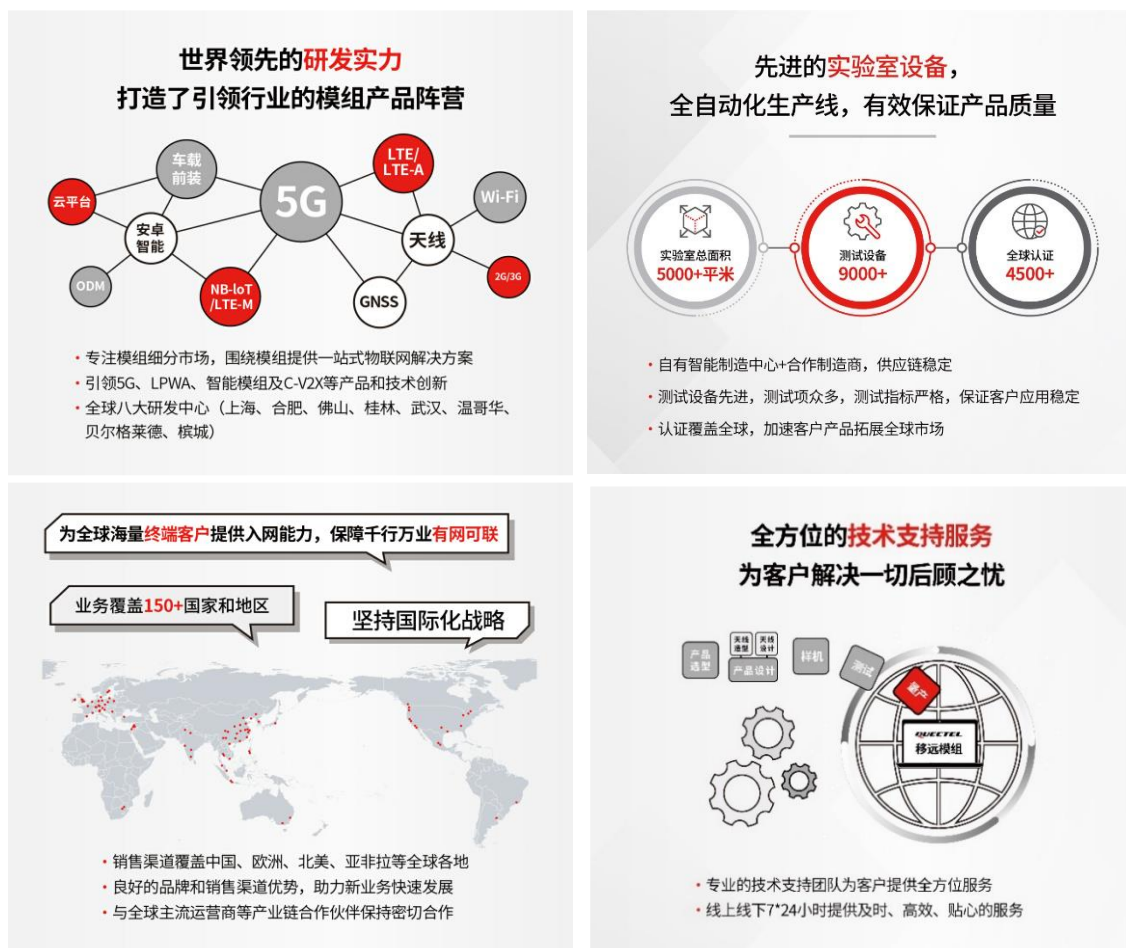 世界领先的研发实力
打造了引领行业的模组产品阵营
车载
前装
LTE/
LTE-A
云平台
5G
Wi-Fi
安卓
智能
天线
ODM
NB-loT
/LTE-M
GNSS
2G/3G
·专注模组细分市场，围绕模组提供一站式物联网解决方案
·引领5G、LPWA、智能模组及C-V2X等产品和技术创新
·全球八大研发中心（上海、合肥、佛山、桂林、武汉、温哥华、
贝尔格莱德、槟城）
先进的实验室设备，
全自动化生产线，有效保证产品质量
实验室总面积
5000+平米
测试设备
9000+
全球认证
4500+
·自有智能制造中心+合作制造商，供应链稳定
·测试设备先进，测试项众多，测试指标严格，保证客户应用稳定
·认证覆盖全球，加速客户产品拓展全球市场
为全球海量终端客户提供入网能力，保障千行万业有网可联
业务覆盖150+国家和地区
坚持国际化战略
·销售渠道覆盖中国、欧洲、北美、亚非拉等全球各地
·良好的品牌和销售渠道优势，助力新业务快速发展
·与全球主流运营商等产业链合作伙伴保持密切合作
全方位的技术支持服务
为客户解决一切后顾之忧
产品
选型
天线
选型
天线
设计
产品设计
样机
测试
量产
QUECTEL
移远模组
·专业的技术支持团队为客户提供全方位服务
·线上线下7*24小时提供及时、高效、贴心的服务